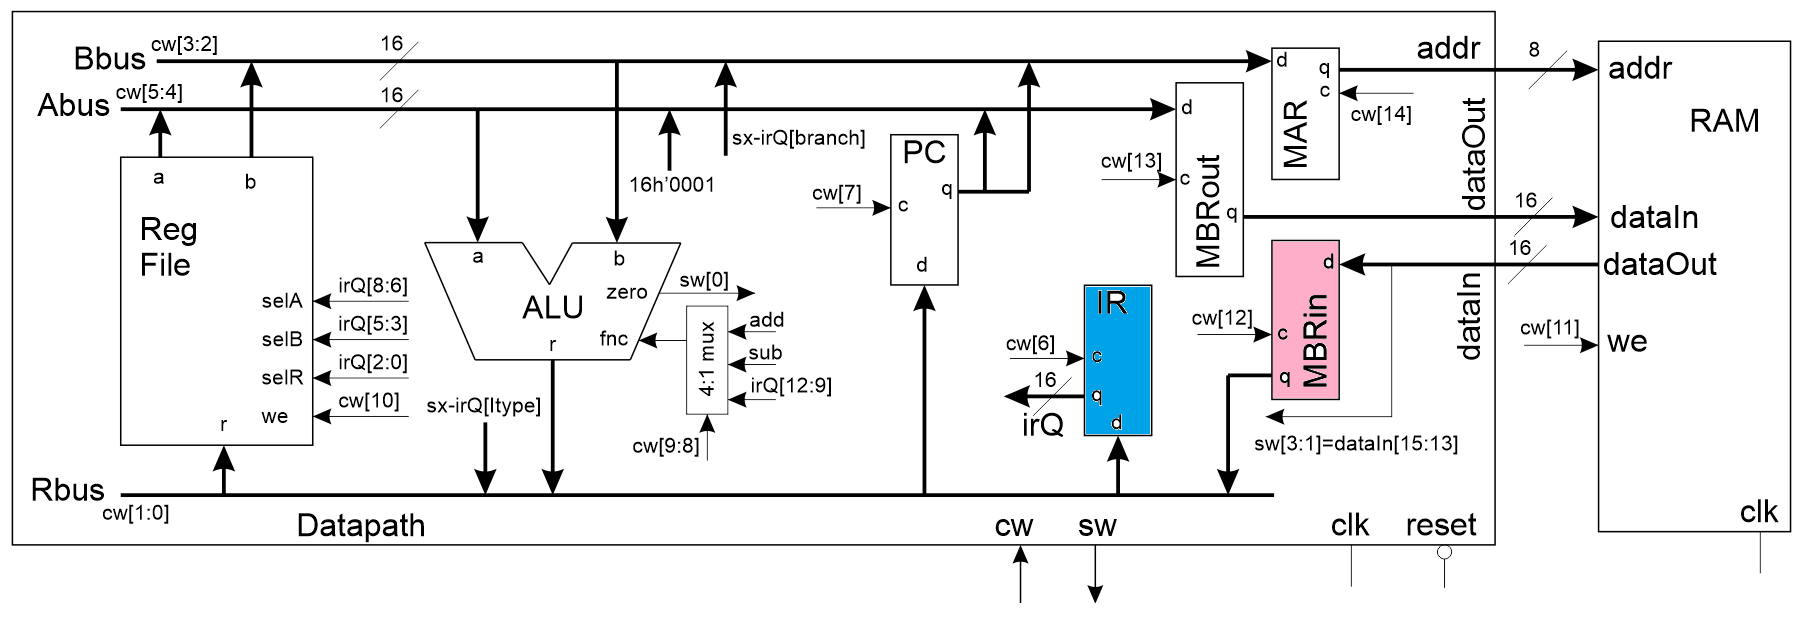 Bbus cw[3:2] 16
Abus cw[5:4] 16
a b
Reg
File
selA irQ[8:6]
selB irQ[5:3]
selR irQ[2:0]
we cw[10]
r
a b
ALU
zero sw[0]
fnc
r
4:1 mux
add
sub
irQ[12:9]
cw[9:8]
sx-irQ[Itype]
16h'0001
sx-irQ[branch]
PC
q
cw[7] c
d
IR
cw[6] c
16 q
irQ d
d
cw[13] c
q
MBRout
d
q
c
cw[14]
MAR
d
cw[12] c
q
MBRin
sw[3:1]=dataIn[15:13]
addr 8 addr
RAM
dataOut 16 dataIn
dataIn 16 dataOut
cw[11] we
clk
Rbus
cw[1:0]
Datapath
cw sw clk reset